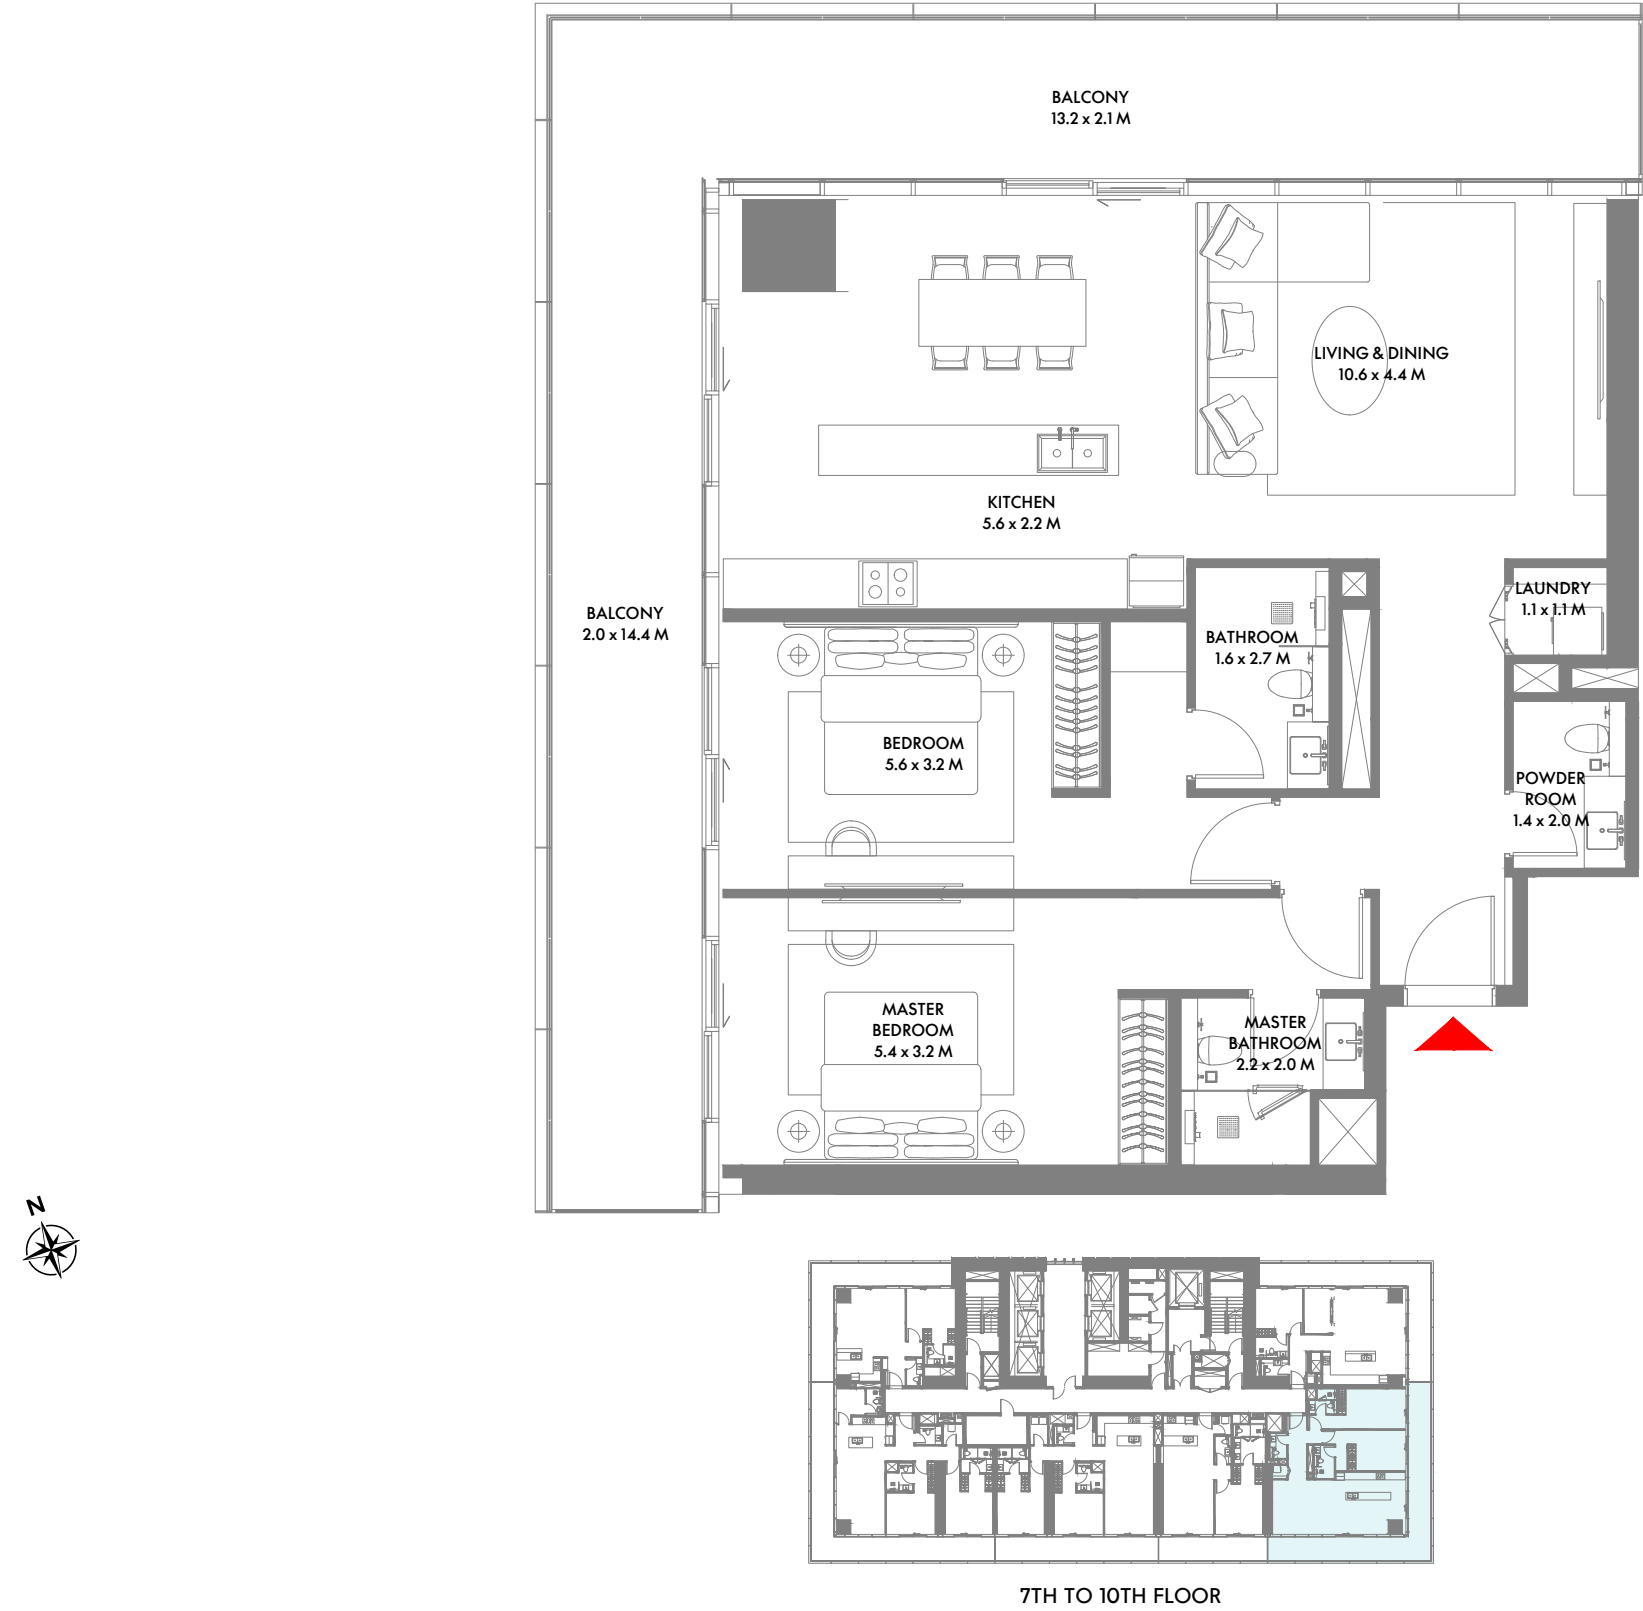 BALCONY
13.2 x 2.1 M
LIVING & DINING
10.6 x 4.4 M
KITCHEN
5.6 x 2.2 M
LAUNDRY
1.1 x 1.1 M
BALCONY
2.0 x 14.4 M
BATHROOM
1.6 x 2.7 M
BEDROOM
5.6 x 3.2 M
POWDER
ROOM
1.4 x 2.0 M
MASTER
BEDROOM
5.4 x 3.2 M
MASTER
BATHROOM
2.2 x 2.0 M
N
7TH TO 10TH FLOOR